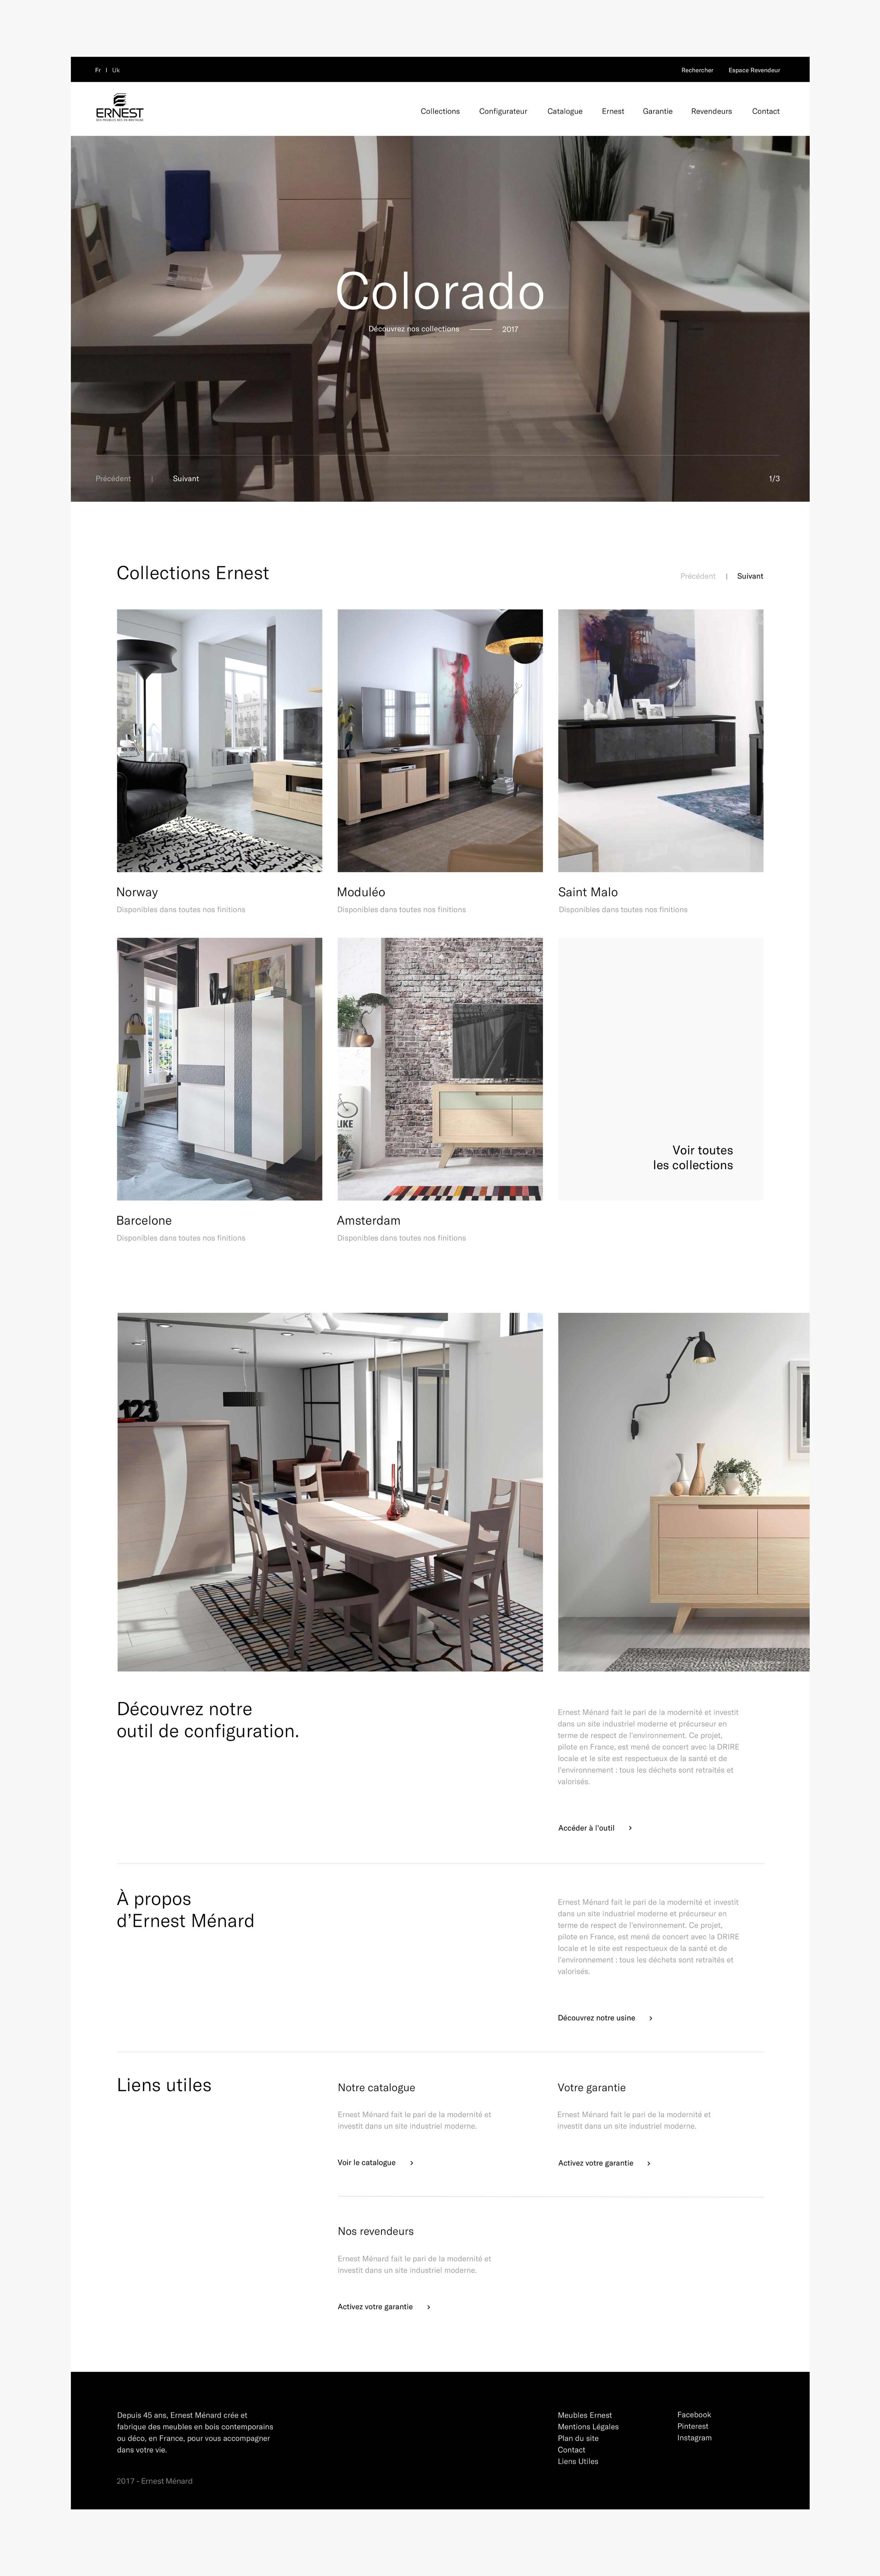 Fr | Uk
Rechercher
Espace Revendeur
ERNEST
Collections
Configurateur
Catalogue
Ernest
Garantie
Revendeurs
Contact
Colorado
Découvrez nos collections
2017
Précédent | Suivant
1/3
Collections Ernest
Précédent | Suivant
Norway
Disponibles dans toutes nos finitions
Moduléo
Disponibles dans toutes nos finitions
Saint Malo
Disponibles dans toutes nos finitions
LIKE
Voir toutes
les collections
Barcelone
Disponibles dans toutes nos finitions
Amsterdam
Disponibles dans toutes nos finitions
123
Découvrez notre
outil de configuration.
Ernest Ménard fait le pari de la modernité et investit
dans un site industriel moderne et précurseur en
terme de respect de l'environnement. Ce projet,
pilote en France, est mené de concert avec la DRIRE
locale et le site est respectueux de la santé et de
l'environnement : tous les déchets sont retraités et
valorisés.
Accéder à l'outil
À propos
d'Ernest Ménard
Ernest Ménard fait le pari de la modernité et investit
dans un site industriel moderne et précurseur en
terme de respect de l'environnement. Ce projet,
pilote en France, est mené de concert avec la DRIRE
locale et le site est respectueux de la santé et de
l'environnement : tous les déchets sont retraités et
valorisés.
Découvrez notre usine
Liens utiles
Notre catalogue
Ernest Ménard fait le pari de la modernité et
investit dans un site industriel moderne.
Voir le catalogue
Votre garantie
Ernest Ménard fait le pari de la modernité et
investit dans un site industriel moderne.
Activez votre garantie
Nos revendeurs
Ernest Ménard fait le pari de la modernité et
investit dans un site industriel moderne.
Activez votre garantie
Depuis 45 ans, Ernest Ménard crée et
fabrique des meubles en bois contemporains
ou déco, en France, pour vous accompagner
dans votre vie.
2017 - Ernest Ménard
Meubles Ernest
Mentions Légales
Plan du site
Contact
Liens Utiles
Facebook
Pinterest
Instagram